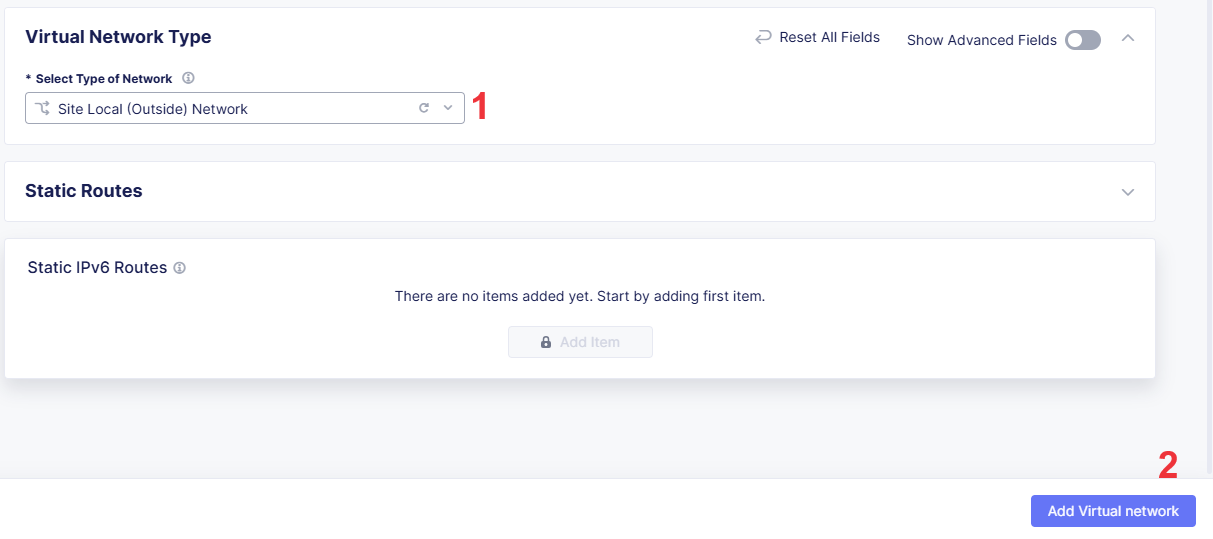 Virtual Network Type
Reset All Fields
Show Advanced Fields
* Select Type of Network
Site Local (Outside) Network
1
Static Routes
Static IPv6 Routes
There are no items added yet. Start by adding first item.
Add Item
2
Add Virtual network